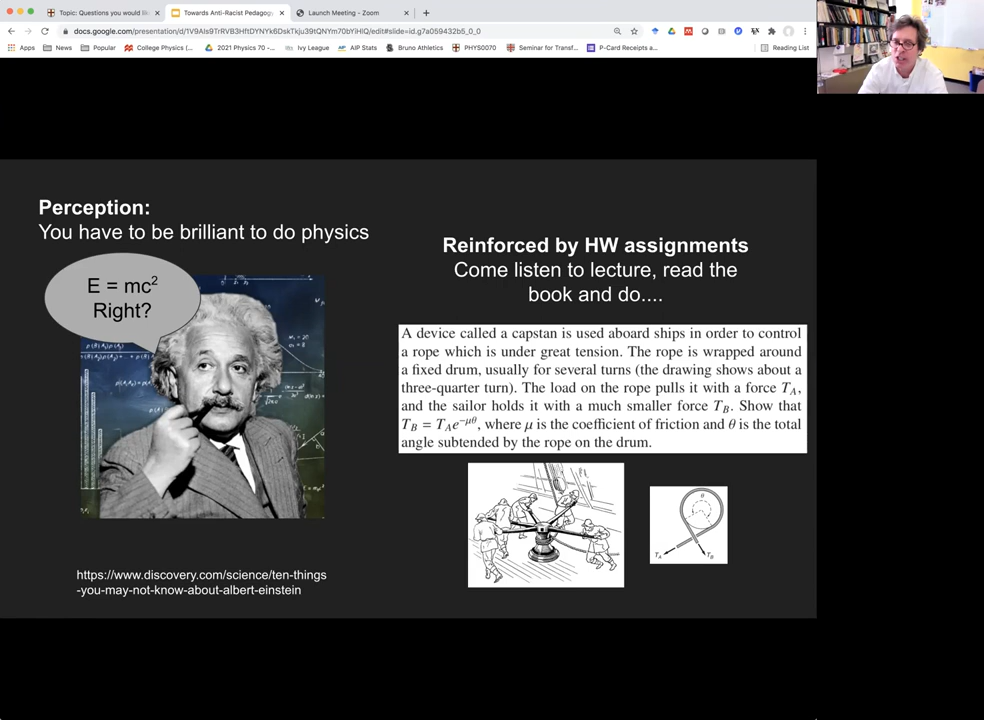 Topic: Questions you would li
Towards Anti-Racist Pedagogy
Launch Meeting - Zoom
docs.google.com/presentation/d/1V9AIs9TrRVB3HftDYNYk6DskTkju39tQNYm70bYiHIQ/edit#slide=id.g7a059432b5_0_0
Apps News Popular College Physics (... 2021 Physics 70 -... Ivy League AIP Stats Bruno Athletics PHYS0070 Seminar for Transf... P-Card Receipts a... Reading List
Perception:
You have to be brilliant to do physics
E = mc²
Right?
https://www.discovery.com/science/ten-things
-you-may-not-know-about-albert-einstein
Reinforced by HW assignments
Come listen to lecture, read the
book and do....
A device called a capstan is used aboard ships in order to control
a rope which is under great tension. The rope is wrapped around
a fixed drum, usually for several turns (the drawing shows about a
three-quarter turn). The load on the rope pulls it with a force T_A,
and the sailor holds it with a much smaller force T_B. Show that
T_B = T_A e^{−μθ}, where μ is the coefficient of friction and θ is the total
angle subtended by the rope on the drum.
θ
T_A T_B